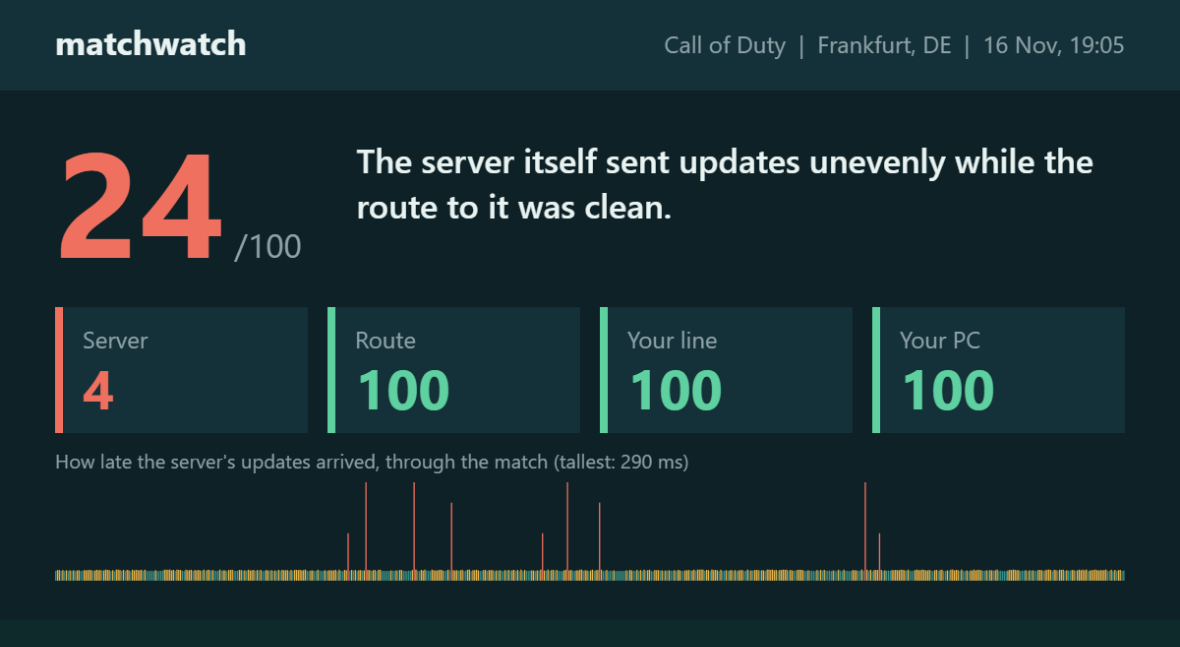 matchwatch
Call of Duty | Frankfurt, DE | 16 Nov, 19:05
24 /100
The server itself sent updates unevenly while the
route to it was clean.
Server
4
Route
100
Your line
100
Your PC
100
How late the server's updates arrived, through the match (tallest: 290 ms)